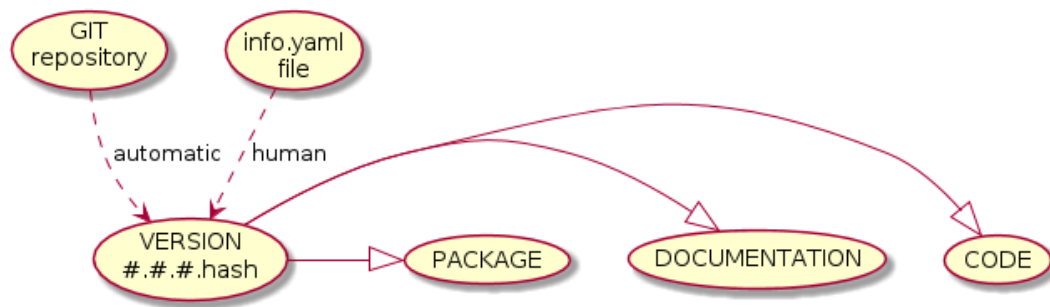 GIT
repository
info.yaml
file
automatic
human
VERSION
#.#.#.hash
PACKAGE
DOCUMENTATION
CODE